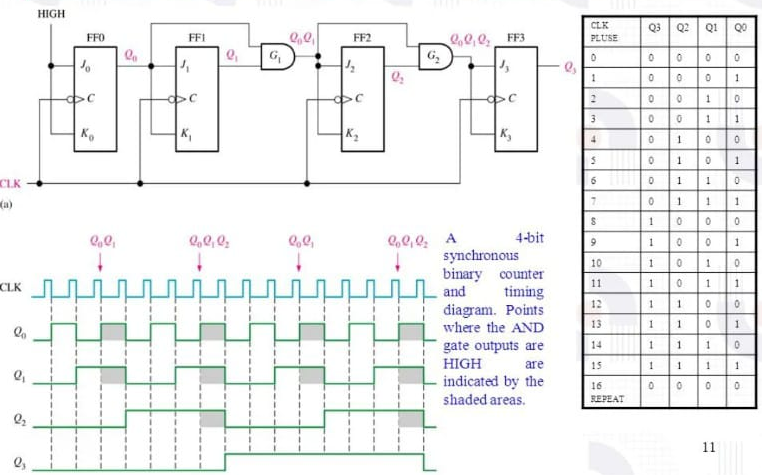 HIGH
FF0 FF1 FF2 FF3
Q0 Q1 Q0Q1 Q2 Q0Q1Q2 Q3
G1 G2
J0 J1 J2 J3
C C C C
K0 K1 K2 K3
CLK
(a)
Q0Q1 Q0Q1Q2 Q0Q1 Q0Q1Q2
CLK
Q0
Q1
Q2
Q3
A 4-bit
synchronous
binary counter
and timing
diagram. Points
where the AND
gate outputs are
HIGH are
indicated by the
shaded areas.
CLK PLUSE Q3 Q2 Q1 Q0
0 0 0 0 0
1 0 0 0 1
2 0 0 1 0
3 0 0 1 1
4 0 1 0 0
5 0 1 0 1
6 0 1 1 0
7 0 1 1 1
8 1 0 0 0
9 1 0 0 1
10 1 0 1 0
11 1 0 1 1
12 1 1 0 0
13 1 1 0 1
14 1 1 1 0
15 1 1 1 1
16 0 0 0 0
REPEAT
11